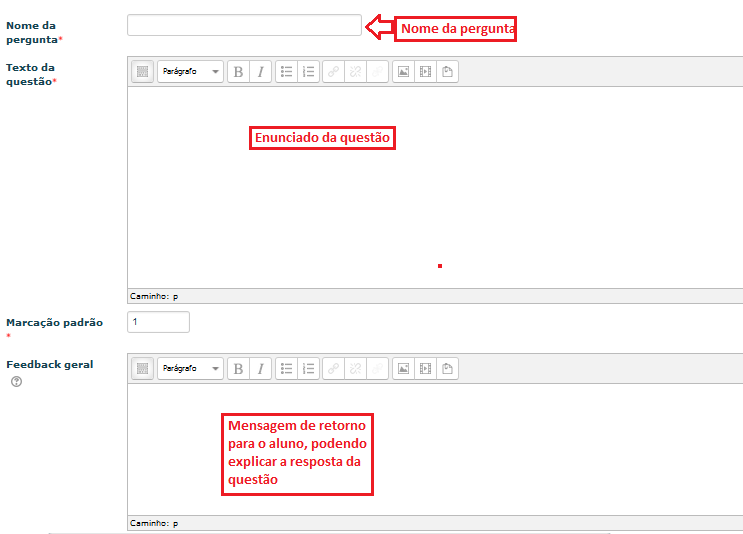 Nome da
pergunta*
Nome da pergunta
Texto da
questão*
Parágrafo
B I
Enunciado da questão
Caminho: p
Marcação padrão
*
1
Feedback geral
Parágrafo
B I
Mensagem de retorno
para o aluno, podendo
explicar a resposta da
questão
Caminho: p